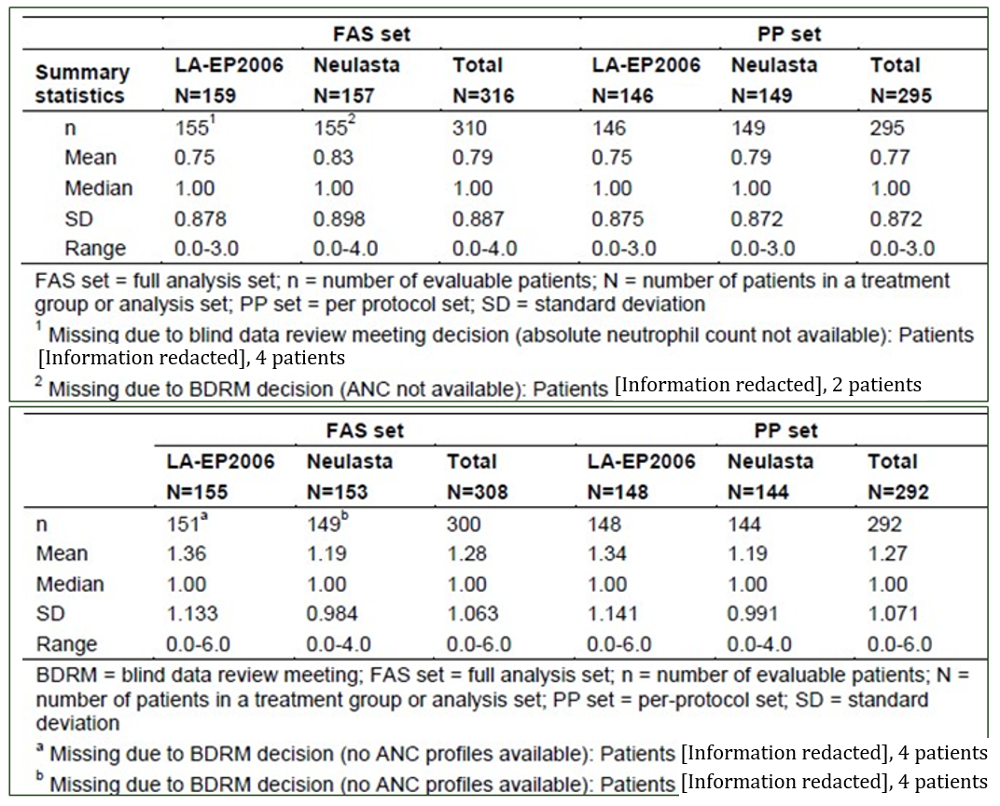 FAS set PP set
Summary statistics LA-EP2006 N=159 Neulasta N=157 Total N=316 LA-EP2006 N=146 Neulasta N=149 Total N=295
n 155¹ 155² 310 146 149 295
Mean 0.75 0.83 0.79 0.75 0.79 0.77
Median 1.00 1.00 1.00 1.00 1.00 1.00
SD 0.878 0.898 0.887 0.875 0.872 0.872
Range 0.0-3.0 0.0-4.0 0.0-4.0 0.0-3.0 0.0-3.0 0.0-3.0
FAS set = full analysis set; n = number of evaluable patients; N = number of patients in a treatment
group or analysis set; PP set = per protocol set; SD = standard deviation
¹ Missing due to blind data review meeting decision (absolute neutrophil count not available): Patients
[Information redacted], 4 patients
² Missing due to BDRM decision (ANC not available): Patients [Information redacted], 2 patients
FAS set PP set
LA-EP2006 Neulasta Total LA-EP2006 Neulasta Total
N=155 N=153 N=308 N=148 N=144 N=292
n 151ᵃ 149ᵇ 300 148 144 292
Mean 1.36 1.19 1.28 1.34 1.19 1.27
Median 1.00 1.00 1.00 1.00 1.00 1.00
SD 1.133 0.984 1.063 1.141 0.991 1.071
Range 0.0-6.0 0.0-4.0 0.0-6.0 0.0-6.0 0.0-4.0 0.0-6.0
BDRM = blind data review meeting; FAS set = full analysis set; n = number of evaluable patients; N =
number of patients in a treatment group or analysis set; PP set = per-protocol set; SD = standard
deviation
ᵃ Missing due to BDRM decision (no ANC profiles available): Patients [Information redacted], 4 patients
ᵇ Missing due to BDRM decision (no ANC profiles available): Patients [Information redacted], 4 patients